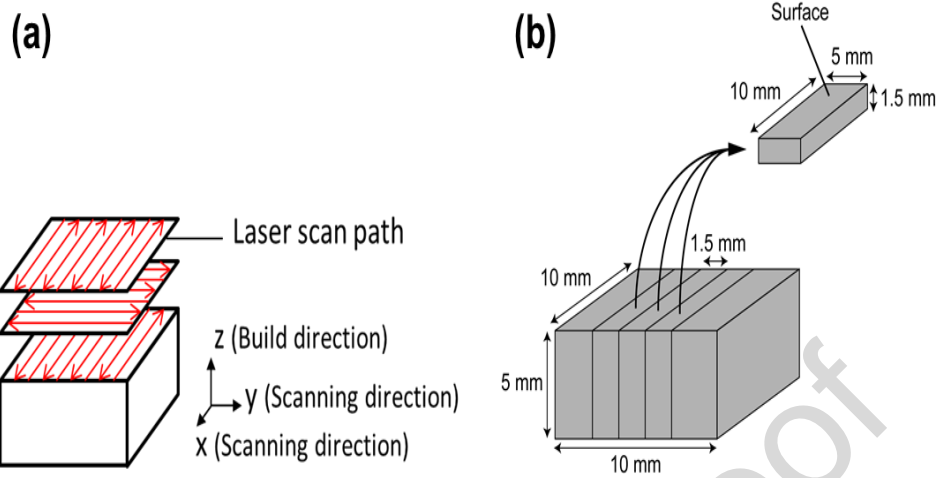 (a)
Laser scan path
z (Build direction)
y (Scanning direction)
x (Scanning direction)
(b)
Surface
5 mm
10 mm
1.5 mm
1.5 mm
10 mm
5 mm
10 mm
oof